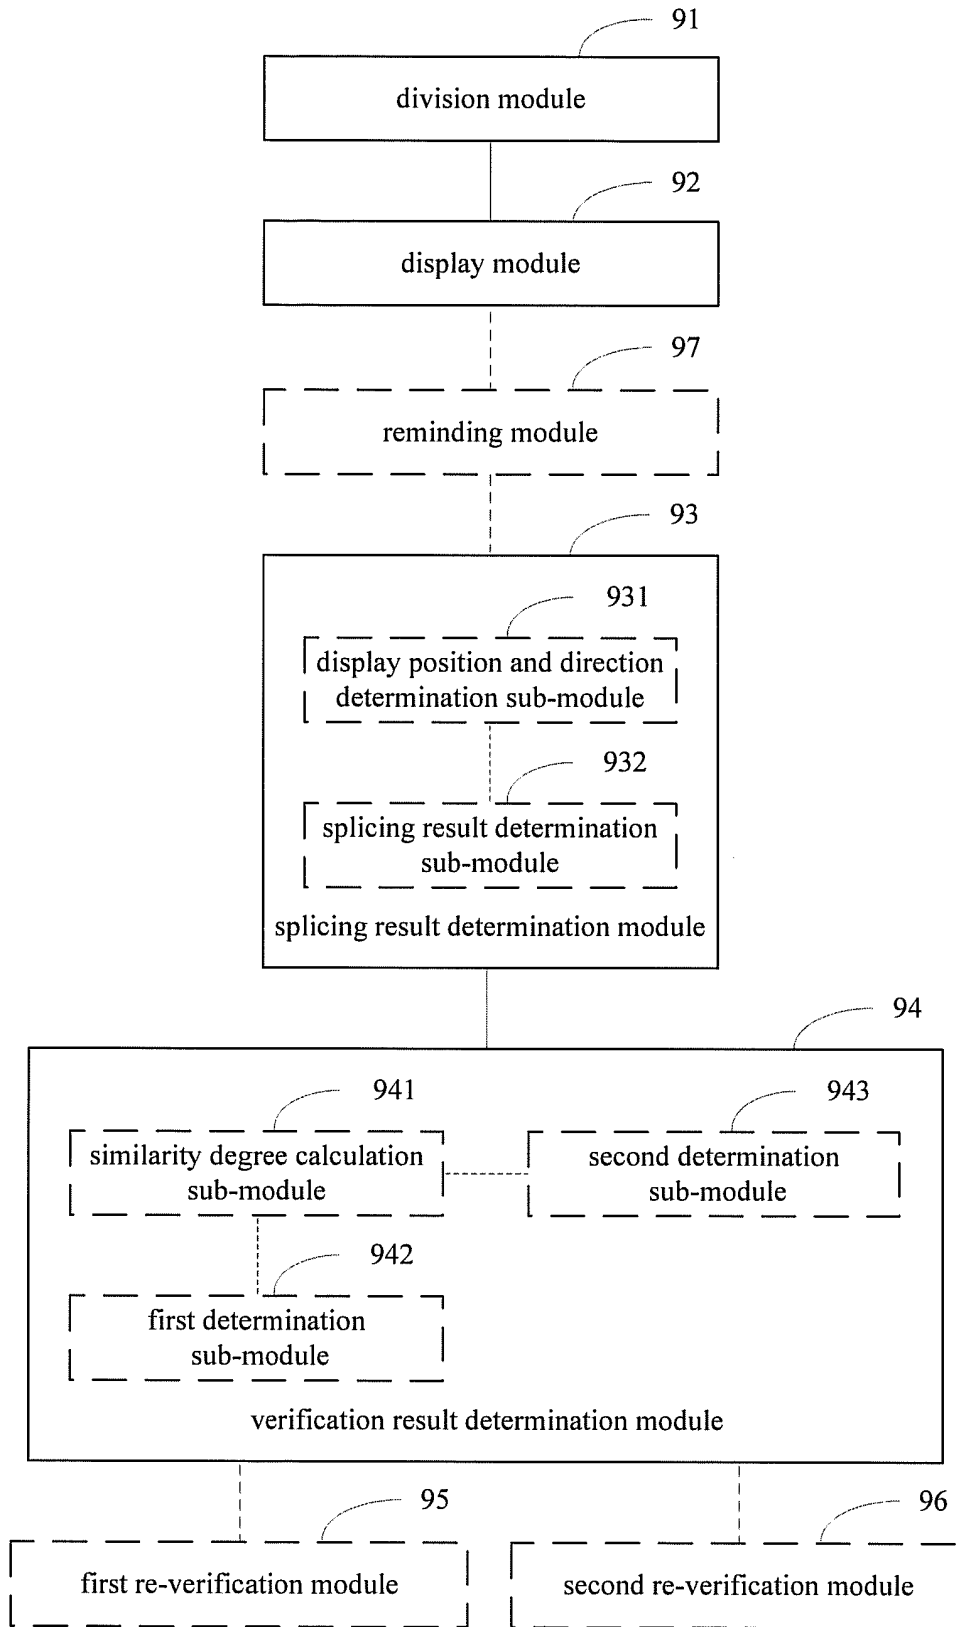 91
division module
92
display module
97
reminding module
93
931
display position and direction
determination sub-module
932
splicing result determination
sub-module
splicing result determination module
94
941
similarity degree calculation
sub-module
943
second determination
sub-module
942
first determination
sub-module
verification result determination module
95
first re-verification module
96
second re-verification module